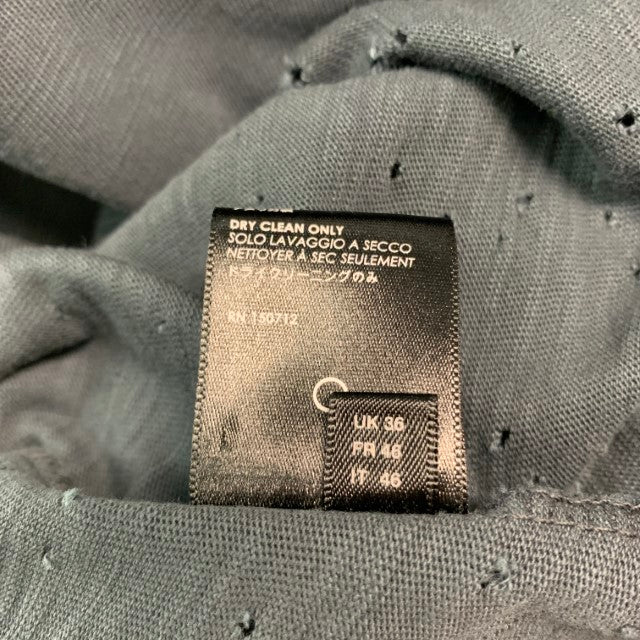 DRY CLEAN ONLY
SOLO LAVAGGIO A SECCO
NETTOYER À SEC SEULEMENT
ドライクリーニングのみ
RN 150712
UK 36
FR 46
IT 46